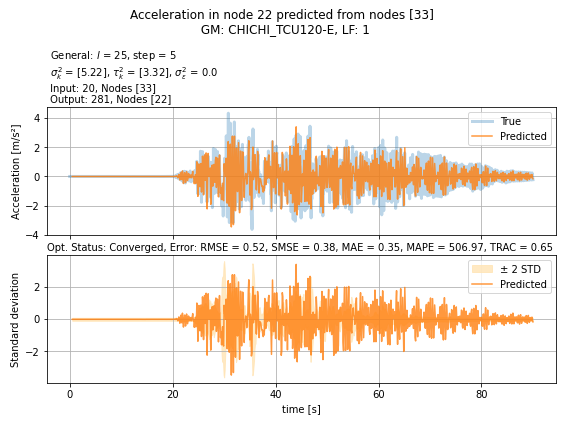 Acceleration in node 22 predicted from nodes [33]
GM: CHICHI_TCU120-E, LF: 1
General: l = 25, step = 5
σ²ₖ = [5.22], τ²ₖ = [3.32], σ²ε = 0.0
Input: 20, Nodes [33]
Output: 281, Nodes [22]
Acceleration [m/s²]
4
2
0
−2
−4
True
Predicted
Opt. Status: Converged, Error: RMSE = 0.52, SMSE = 0.38, MAE = 0.35, MAPE = 506.97, TRAC = 0.65
Standard deviation
2
0
−2
± 2 STD
Predicted
0 20 40 60 80
time [s]